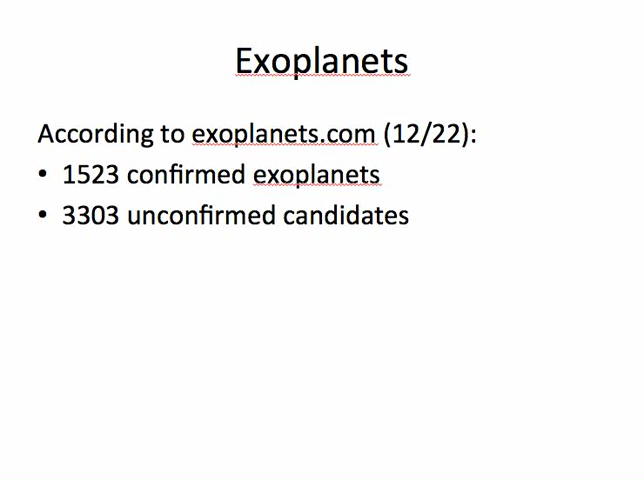 Exoplanets
According to exoplanets.com (12/22):
• 1523 confirmed exoplanets
• 3303 unconfirmed candidates